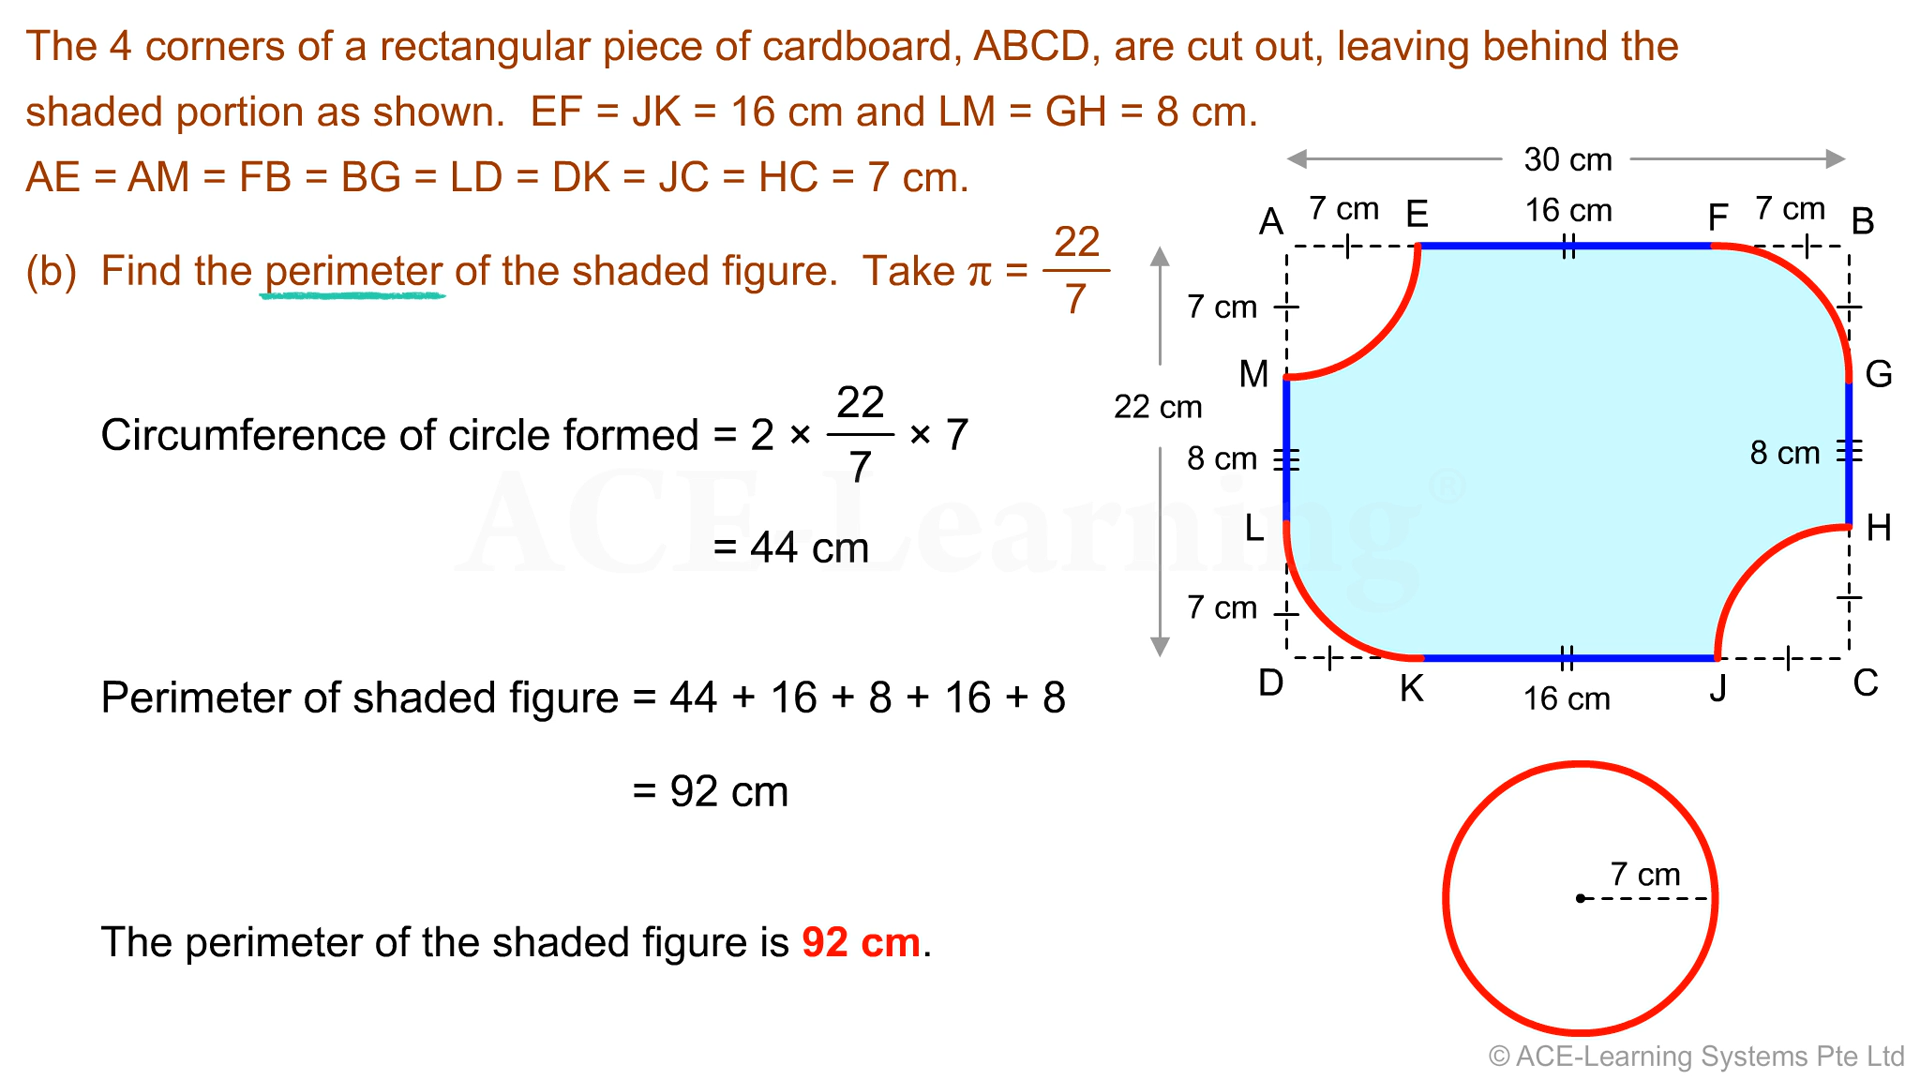 The 4 corners of a rectangular piece of cardboard, ABCD, are cut out, leaving behind the
shaded portion as shown. EF = JK = 16 cm and LM = GH = 8 cm.
AE = AM = FB = BG = LD = DK = JC = HC = 7 cm.
(b) Find the perimeter of the shaded figure. Take π = 22/7
30 cm
A 7 cm E 16 cm F 7 cm B
7 cm
M G
22 cm
8 cm 8 cm
L H
7 cm
D K 16 cm J C
Circumference of circle formed = 2 × 22/7 × 7
= 44 cm
Perimeter of shaded figure = 44 + 16 + 8 + 16 + 8
= 92 cm
The perimeter of the shaded figure is 92 cm.
7 cm
ACE-Learning®
© ACE-Learning Systems Pte Ltd